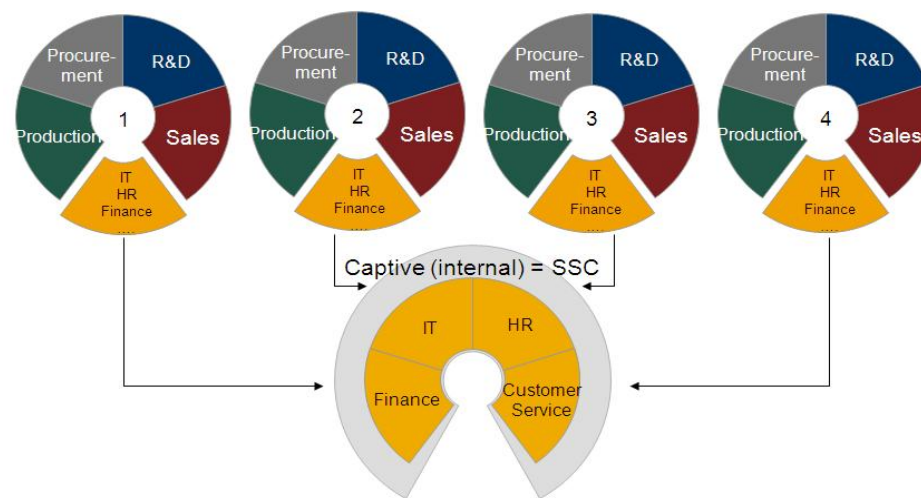 Procure-
ment
R&D
Production
1
Sales
IT
HR
Finance
....
Procure-
ment
R&D
Production
2
Sales
IT
HR
Finance
....
Procure-
ment
R&D
Production
3
Sales
IT
HR
Finance
....
Procure-
ment
R&D
Production
4
Sales
IT
HR
Finance
....
Captive (internal) = SSC
IT
HR
Finance
Customer
Service